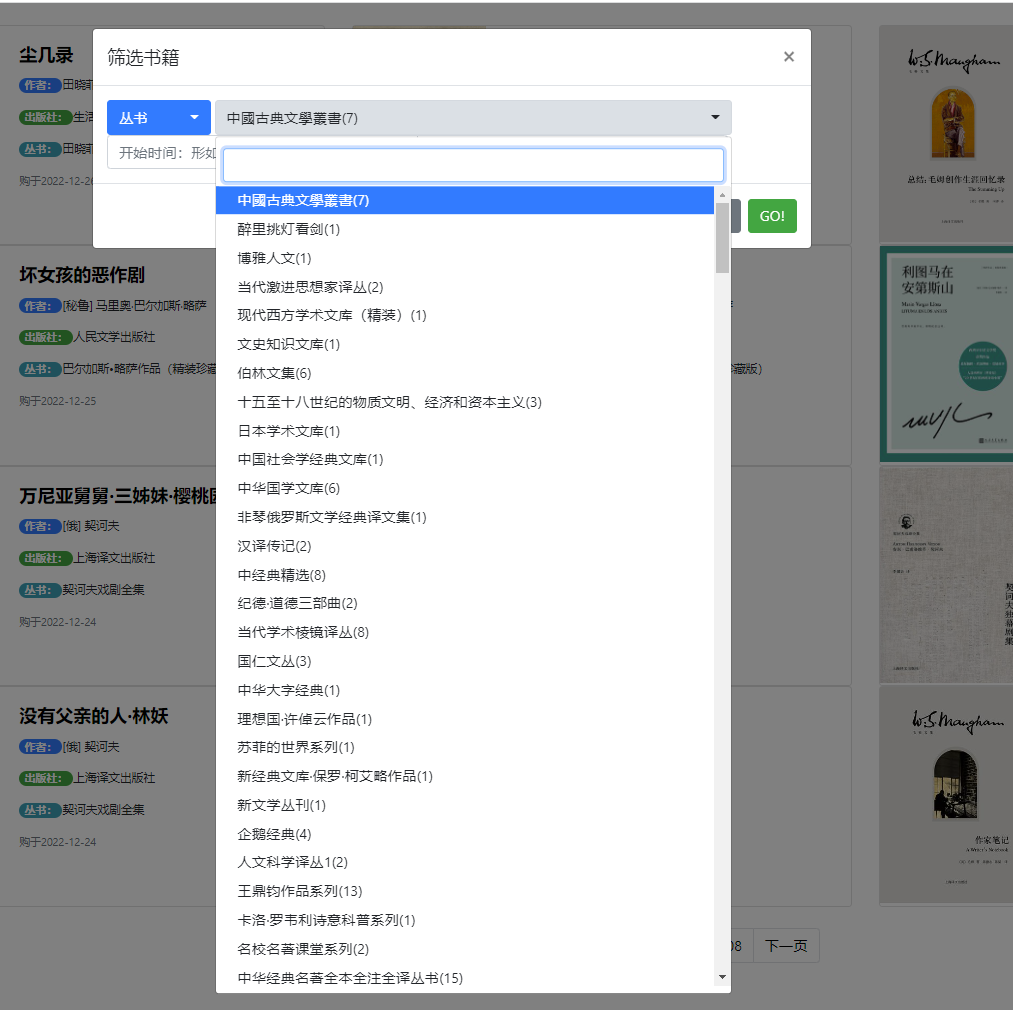 筛选书籍
×
丛书
中國古典文學叢書(7)
开始时间：形如
GO!
中國古典文學叢書(7)
醉里挑灯看剑(1)
博雅人文(1)
当代激进思想家译丛(2)
现代西方学术文库（精装）(1)
文史知识文库(1)
伯林文集(6)
十五至十八世纪的物质文明、经济和资本主义(3)
日本学术文库(1)
中国社会学经典文库(1)
中华国学文库(6)
非琴俄罗斯文学经典译文集(1)
汉译传记(2)
中经典精选(8)
纪德·道德三部曲(2)
当代学术棱镜译丛(8)
国仁文丛(3)
中华大字经典(1)
理想国·许倬云作品(1)
苏菲的世界系列(1)
新经典文库·保罗·柯艾略作品(1)
新文学丛刊(1)
企鹅经典(4)
人文科学译丛1(2)
王鼎钧作品系列(13)
卡洛·罗韦利诗意科普系列(1)
名校名著课堂系列(2)
中华经典名著全本全注全译丛书(15)
尘几录
作者：田晓菲
出版社：生活
丛书：田晓菲
购于2022-12-26
坏女孩的恶作剧
作者：[秘鲁] 马里奥·巴尔加斯·略萨
出版社：人民文学出版社
丛书：巴尔加斯•略萨作品（精装珍藏
藏版）
购于2022-12-25
万尼亚舅舅·三姊妹·樱桃园
作者：[俄] 契诃夫
出版社：上海译文出版社
丛书：契诃夫戏剧全集
购于2022-12-24
没有父亲的人·林妖
作者：[俄] 契诃夫
出版社：上海译文出版社
丛书：契诃夫戏剧全集
购于2022-12-24
08
下一页
W.S.Maugham
总结：毛姆创作生涯回忆录
The Summing Up
利图马在
安第斯山
Mario Vargas Llosa
契诃夫独幕剧集
W.S.Maugham
作家笔记
A Writer's Notebook